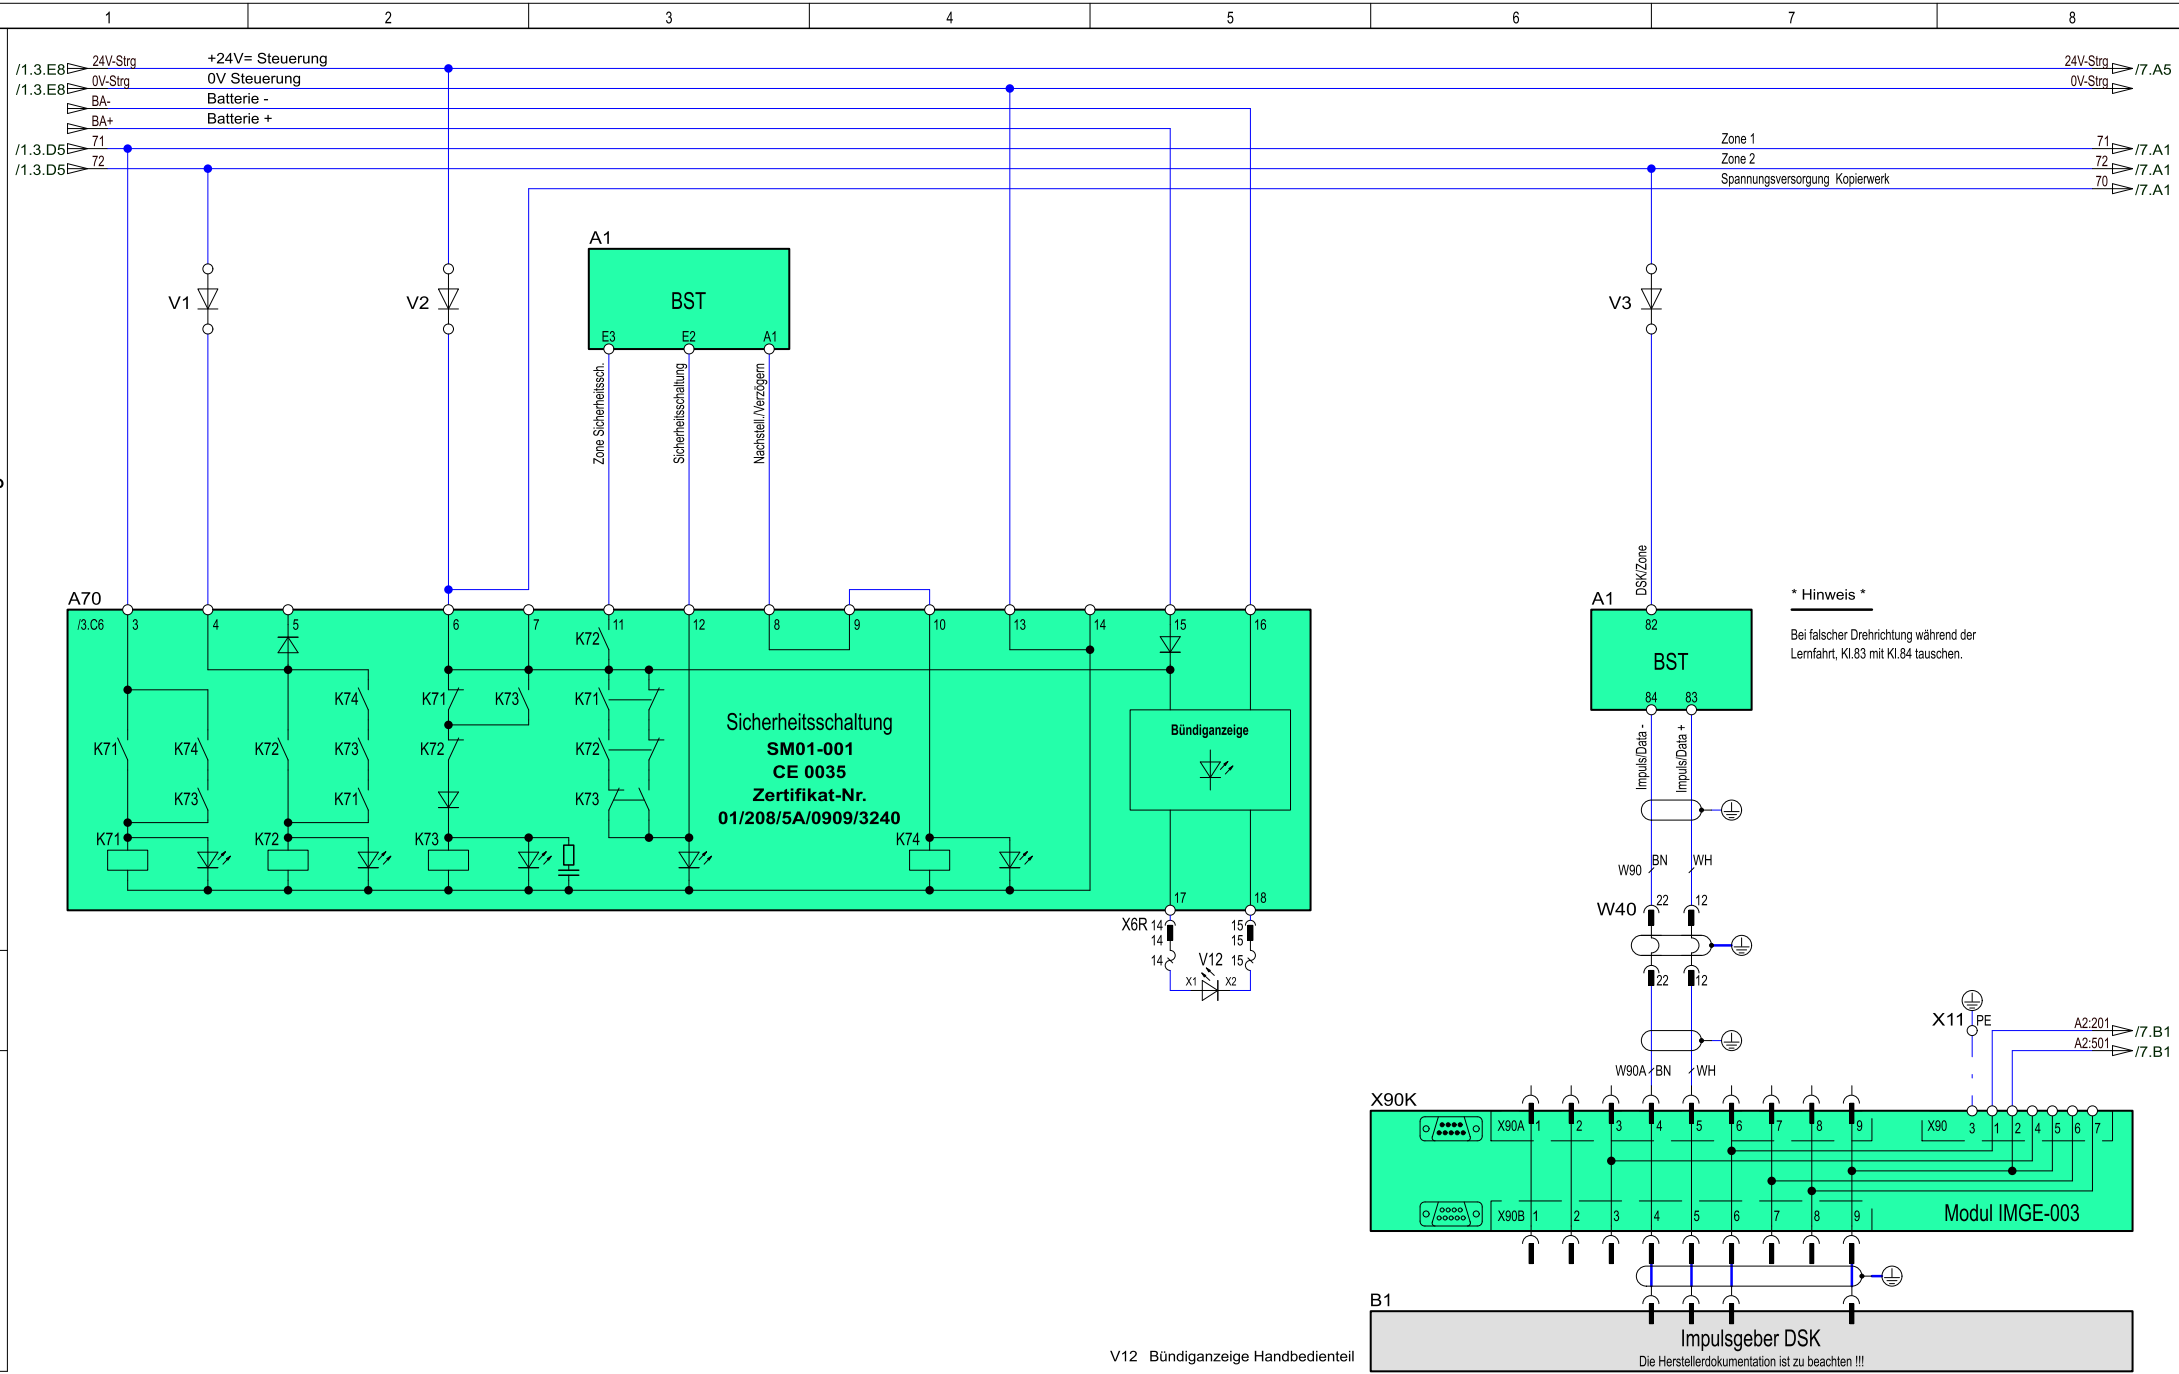 1 2 3 4 5 6 7 8
/1.3.E8 24V-Strg +24V= Steuerung 24V-Strg /7.A5
/1.3.E8 0V-Strg 0V Steuerung 0V-Strg
BA- Batterie -
BA+ Batterie +
/1.3.D5 71 Zone 1 71 /7.A1
/1.3.D5 72 Zone 2 72 /7.A1
Spannungsversorgung Kopierwerk 70 /7.A1
A1
V1 V2 BST V3
E3 E2 A1
Zone Sicherheitssch.
Sicherheitsschaltung
Nachstell./Verzögern
DSK/Zone
A70 A1
* Hinweis *
/3.C6 3 4 5 6 7 11 12 8 9 10 13 14 15 16 82
Bei falscher Drehrichtung während der
Lernfahrt, Kl.83 mit Kl.84 tauschen.
K72
BST
K74 K71 K73 K71 84 83
Sicherheitsschaltung
Bündiganzeige
K71 K74 K72 K73 K72 K72
SM01-001
CE 0035
Zertifikat-Nr.
01/208/5A/0909/3240
K73 K71 K73
Impuls/Data -
Impuls/Data +
K71 K72 K73 K74
W90 BN WH
17 18
W40 22 12
X6R 14 15
14 15
14 V12 15
X1 X2
22 12
X11 PE
A2:201 /7.B1
A2:501 /7.B1
W90A BN WH
X90K
X90A 1 2 3 4 5 6 7 8 9 X90 3 1 2 4 5 6 7
X90B 1 2 3 4 5 6 7 8 9 Modul IMGE-003
B1
Impulsgeber DSK
V12 Bündiganzeige Handbedienteil
Die Herstellerdokumentation ist zu beachten !!!